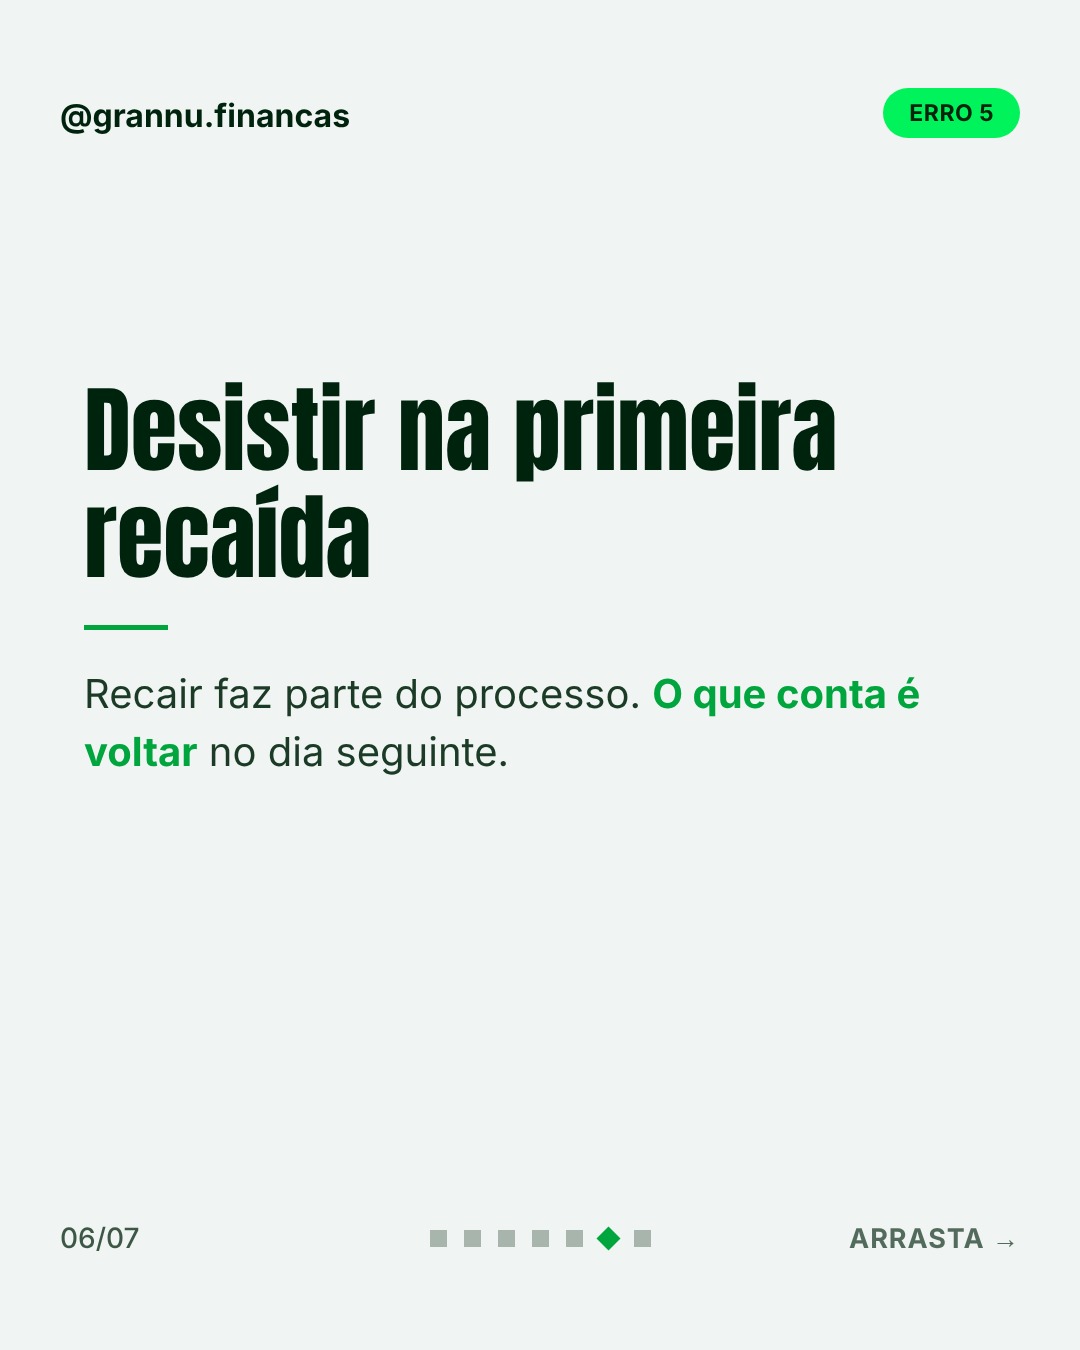 @grannu.financas
ERRO 5
Desistir na primeira
recaída
Recair faz parte do processo. O que conta é
voltar no dia seguinte.
06/07
ARRASTA →